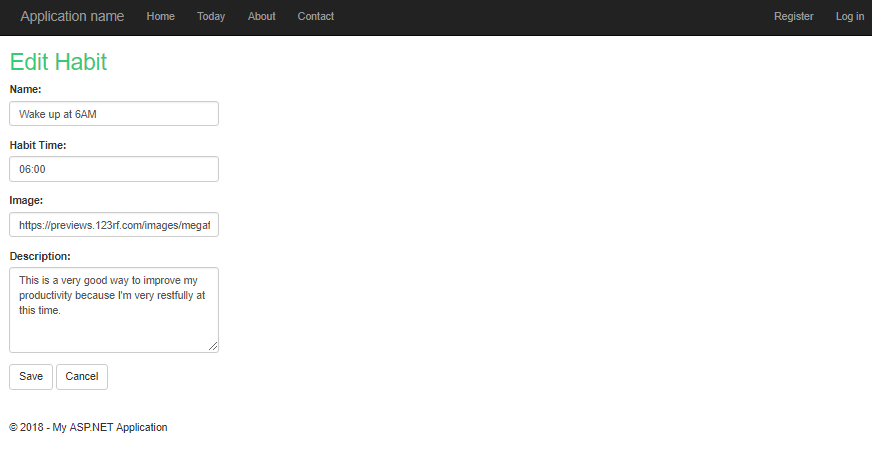 Application name Home Today About Contact Register Log in
Edit Habit
Name:
Wake up at 6AM
Habit Time:
06:00
Image:
https://previews.123rf.com/images/megaf
Description:
This is a very good way to improve my
productivity because I'm very restfully at
this time.
Save Cancel
© 2018 - My ASP.NET Application